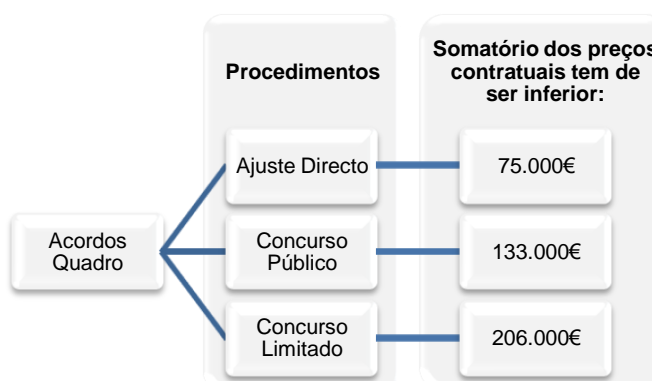 Procedimentos
Somatório dos preços
contratuais tem de
ser inferior:
Ajuste Directo
75.000€
Acordos
Quadro
Concurso
Público
133.000€
Concurso
Limitado
206.000€